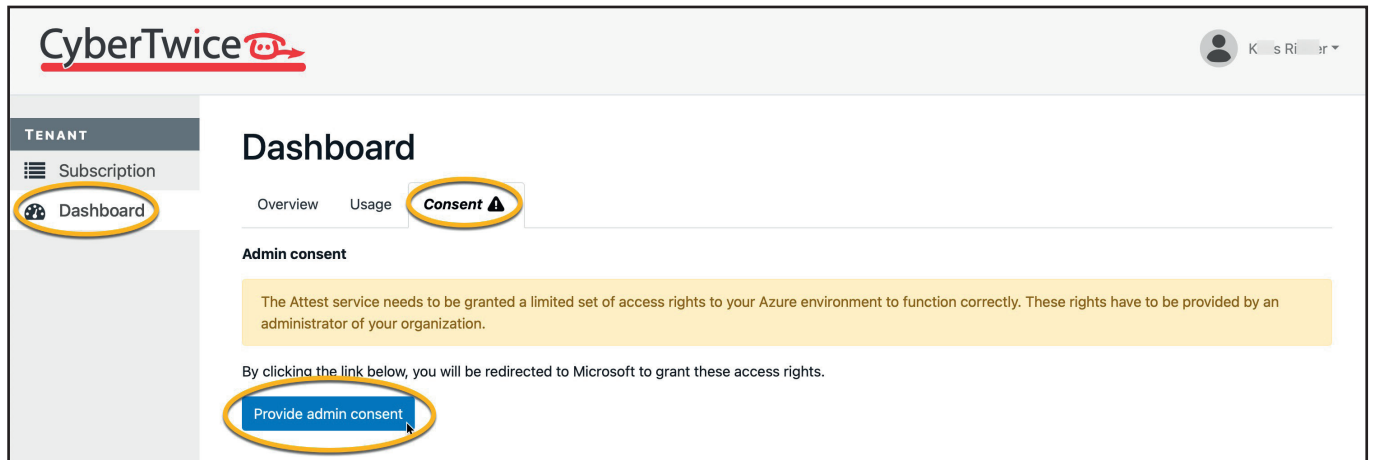 CyberTwice
K s Ri er
TENANT
Subscription
Dashboard
Dashboard
Overview Usage Consent
Admin consent
The Attest service needs to be granted a limited set of access rights to your Azure environment to function correctly. These rights have to be provided by an
administrator of your organization.
By clicking the link below, you will be redirected to Microsoft to grant these access rights.
Provide admin consent